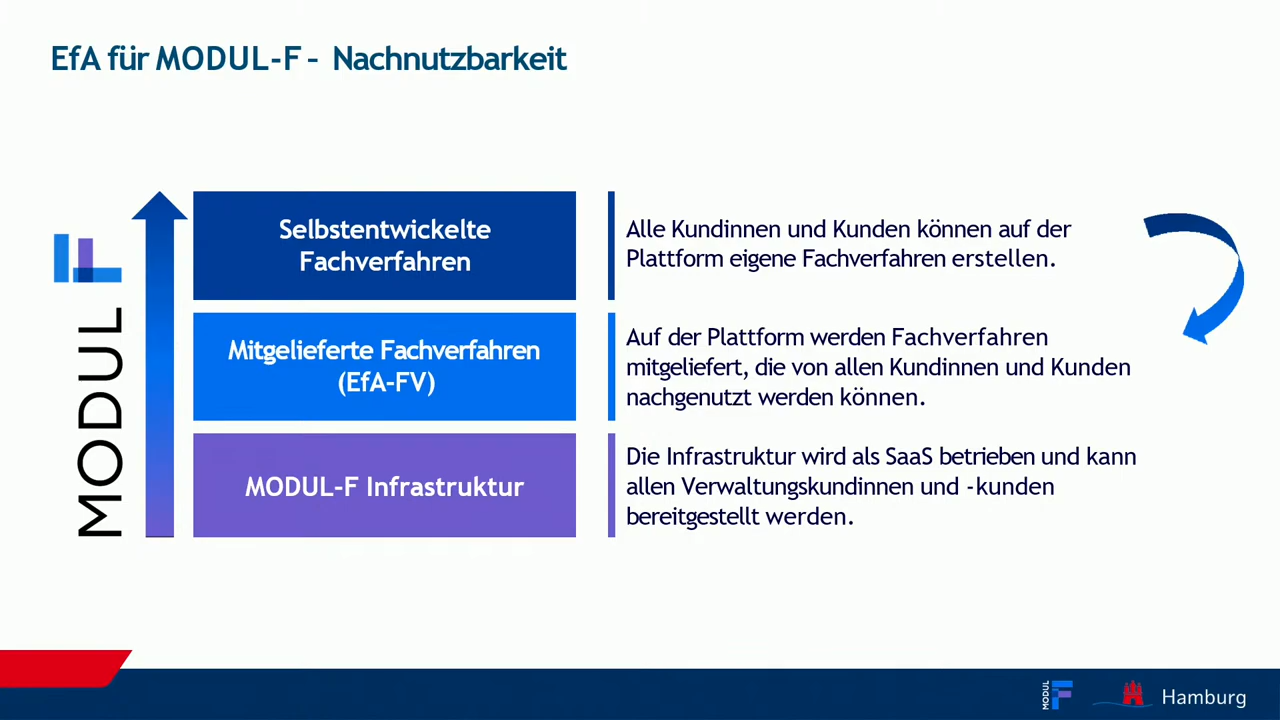 EfA für MODUL-F – Nachnutzbarkeit
MODUL F
Selbstentwickelte
Fachverfahren
Alle Kundinnen und Kunden können auf der
Plattform eigene Fachverfahren erstellen.
Mitgelieferte Fachverfahren
(EfA-FV)
Auf der Plattform werden Fachverfahren
mitgeliefert, die von allen Kundinnen und Kunden
nachgenutzt werden können.
MODUL-F Infrastruktur
Die Infrastruktur wird als SaaS betrieben und kann
allen Verwaltungskundinnen und -kunden
bereitgestellt werden.
MODUL F
Hamburg